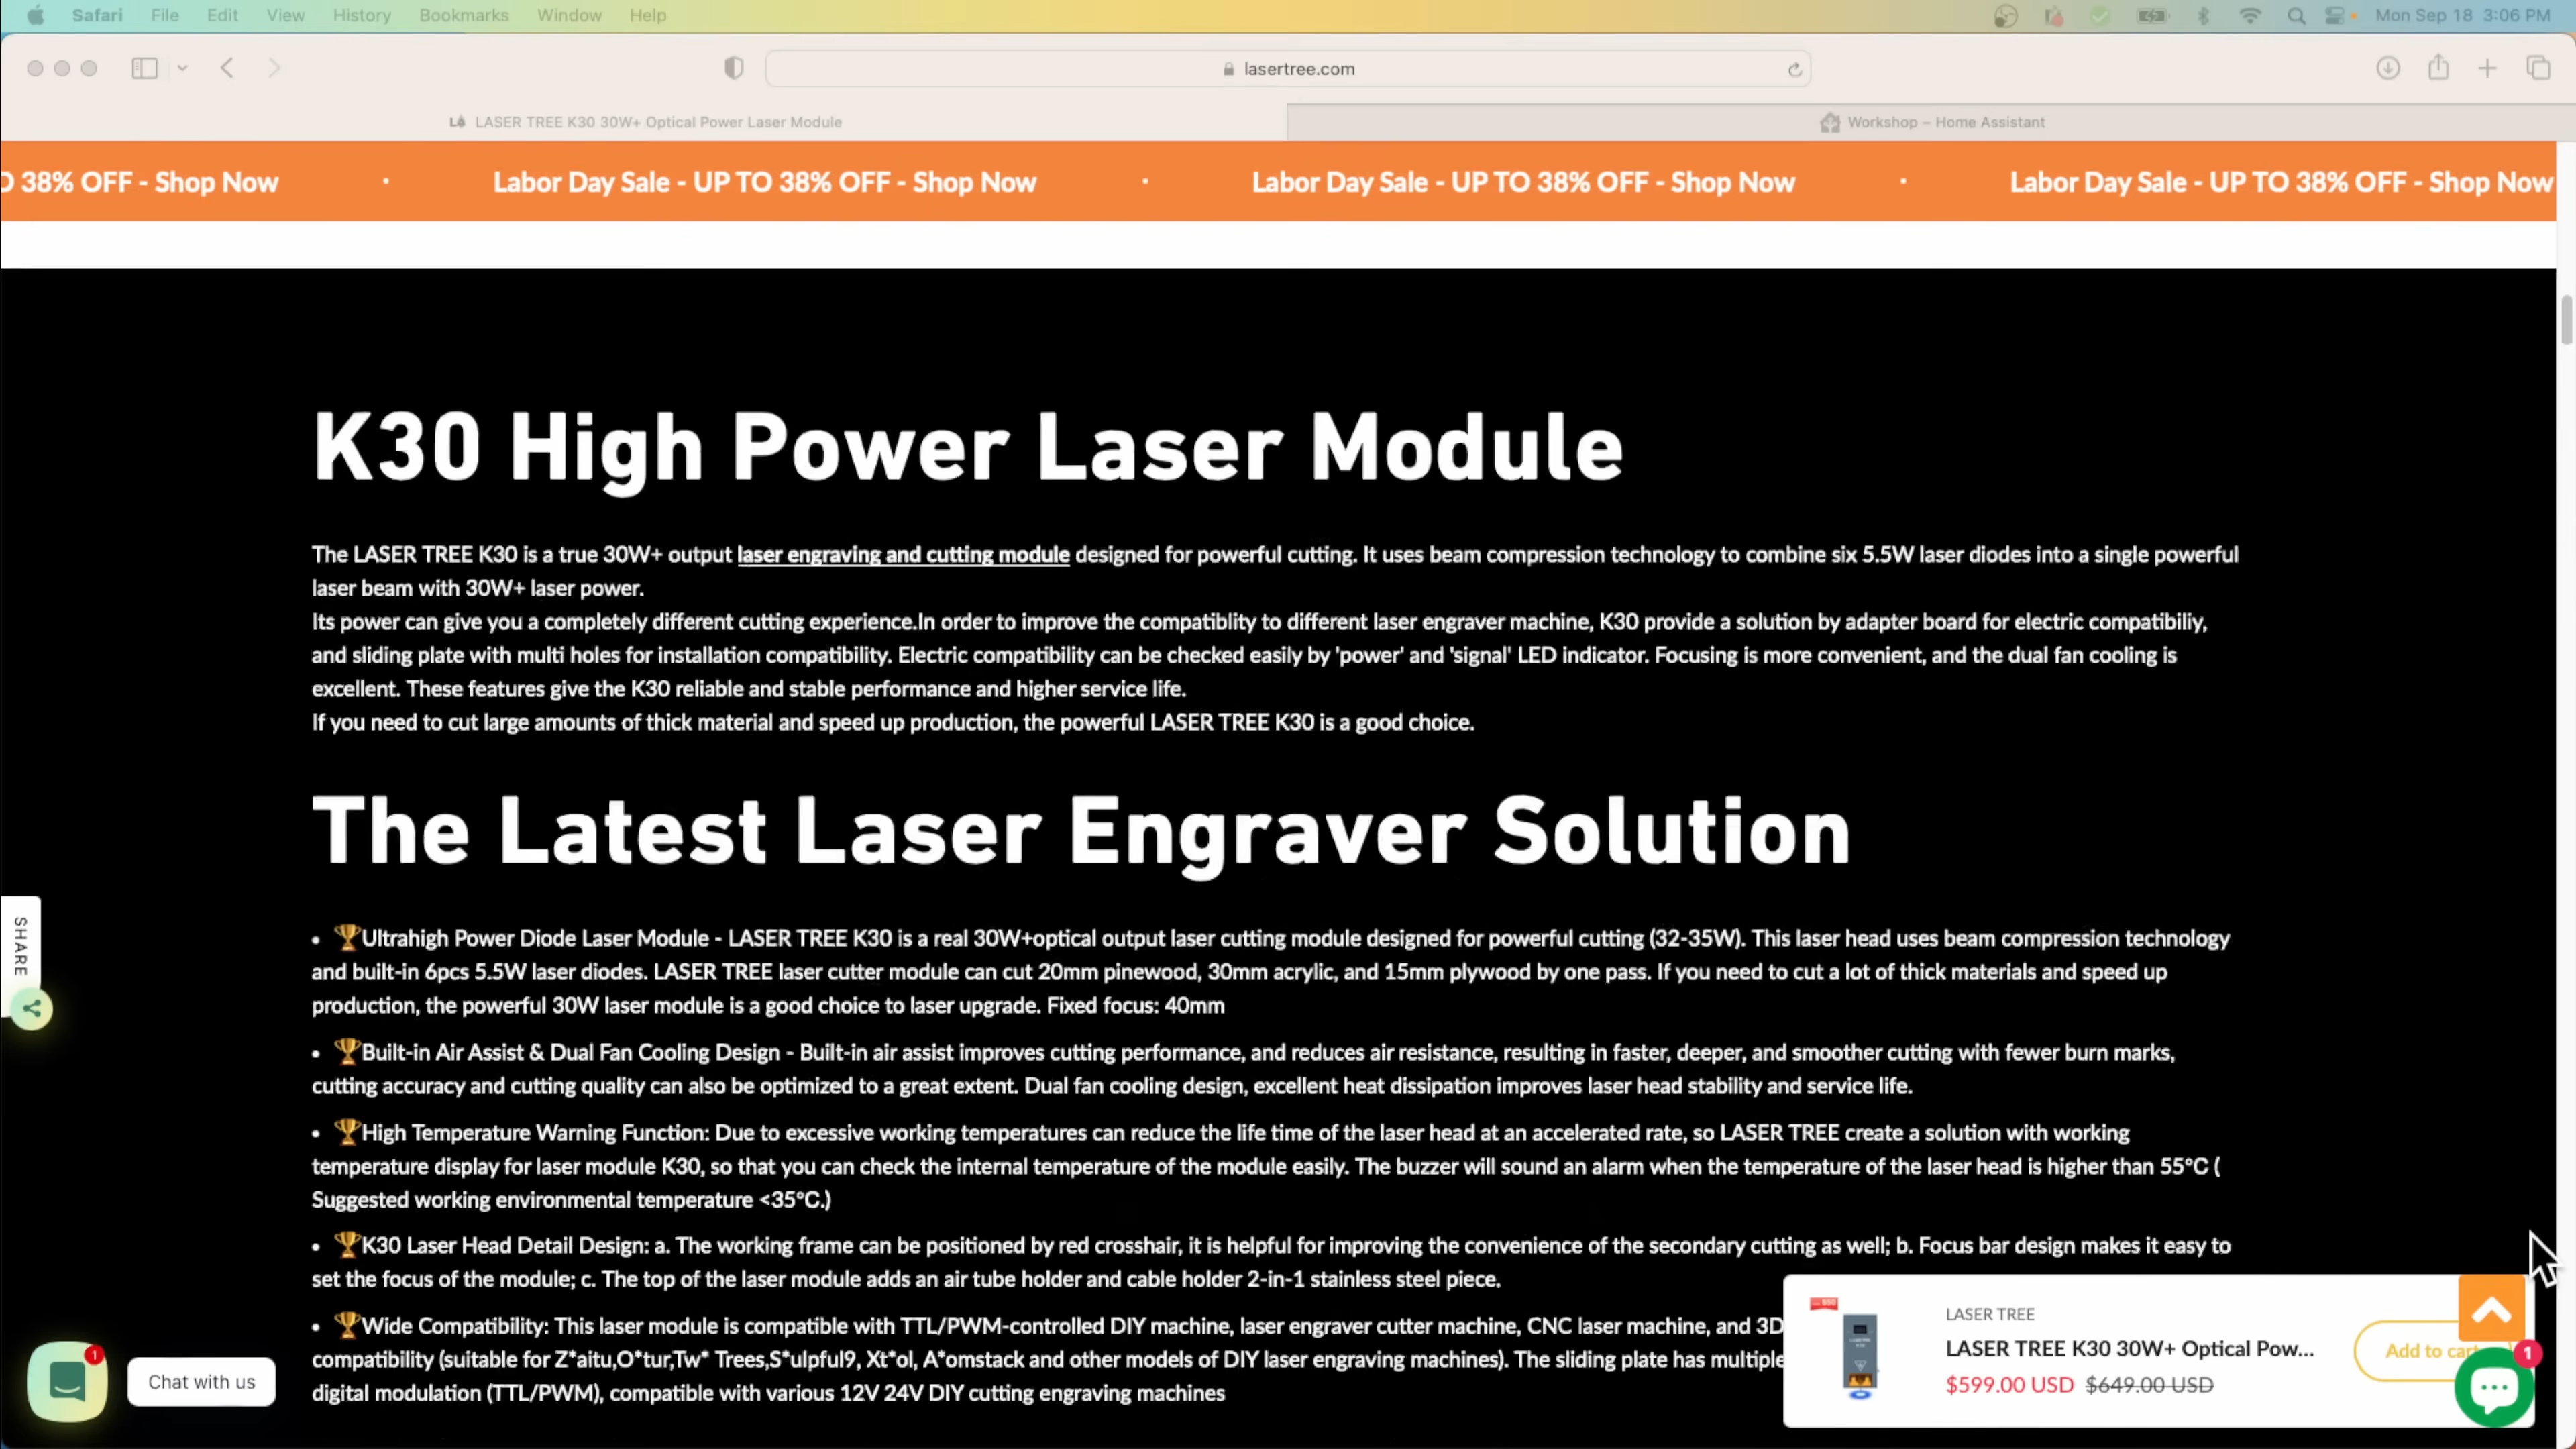 Safari File Edit View History Bookmarks Window Help Mon Sep 18 3:06 PM
lasertree.com
LASER TREE K30 30W+ Optical Power Laser Module
Workshop – Home Assistant
38% OFF - Shop Now · Labor Day Sale - UP TO 38% OFF - Shop Now · Labor Day Sale - UP TO 38% OFF - Shop Now · Labor Day Sale - UP TO 38% OFF - Shop Now
K30 High Power Laser Module
The LASER TREE K30 is a true 30W+ output laser engraving and cutting module designed for powerful cutting. It uses beam compression technology to combine six 5.5W laser diodes into a single powerful
laser beam with 30W+ laser power.
Its power can give you a completely different cutting experience.In order to improve the compatiblity to different laser engraver machine, K30 provide a solution by adapter board for electric compatibiliy,
and sliding plate with multi holes for installation compatibility. Electric compatibility can be checked easily by 'power' and 'signal' LED indicator. Focusing is more convenient, and the dual fan cooling is
excellent. These features give the K30 reliable and stable performance and higher service life.
If you need to cut large amounts of thick material and speed up production, the powerful LASER TREE K30 is a good choice.
The Latest Laser Engraver Solution
• 🏆Ultrahigh Power Diode Laser Module - LASER TREE K30 is a real 30W+optical output laser cutting module designed for powerful cutting (32-35W). This laser head uses beam compression technology
and built-in 6pcs 5.5W laser diodes. LASER TREE laser cutter module can cut 20mm pinewood, 30mm acrylic, and 15mm plywood by one pass. If you need to cut a lot of thick materials and speed up
production, the powerful 30W laser module is a good choice to laser upgrade. Fixed focus: 40mm
• 🏆Built-in Air Assist & Dual Fan Cooling Design - Built-in air assist improves cutting performance, and reduces air resistance, resulting in faster, deeper, and smoother cutting with fewer burn marks,
cutting accuracy and cutting quality can also be optimized to a great extent. Dual fan cooling design, excellent heat dissipation improves laser head stability and service life.
• 🏆High Temperature Warning Function: Due to excessive working temperatures can reduce the life time of the laser head at an accelerated rate, so LASER TREE create a solution with working
temperature display for laser module K30, so that you can check the internal temperature of the module easily. The buzzer will sound an alarm when the temperature of the laser head is higher than 55°C (
Suggested working environmental temperature <35°C.)
• 🏆K30 Laser Head Detail Design: a. The working frame can be positioned by red crosshair, it is helpful for improving the convenience of the secondary cutting as well; b. Focus bar design makes it easy to
set the focus of the module; c. The top of the laser module adds an air tube holder and cable holder 2-in-1 stainless steel piece.
• 🏆Wide Compatibility: This laser module is compatible with TTL/PWM-controlled DIY machine, laser engraver cutter machine, CNC laser machine, and 3D
compatibility (suitable for Z*aitu,O*tur,Tw* Trees,S*ulpful9, Xt*ol, A*omstack and other models of DIY laser engraving machines). The sliding plate has multiple
digital modulation (TTL/PWM), compatible with various 12V 24V DIY cutting engraving machines
SHARE
1
Chat with us
LASER TREE
LASER TREE K30 30W+ Optical Pow...
$599.00 USD $649.00 USD
Add to cart
1